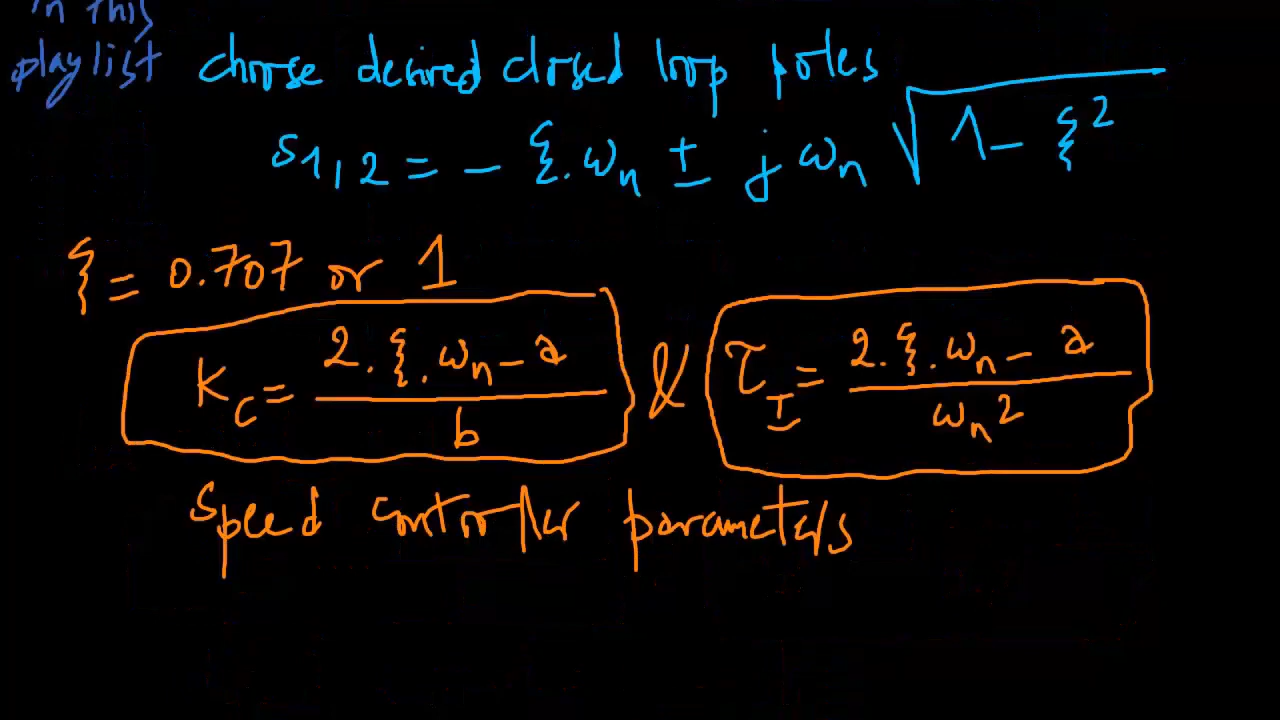 in this
playlist choose desired closed loop poles
s1,2 = - ξ.ωn ± j ωn √(1 - ξ²)
ξ = 0.707 or 1
Kc = (2.ξ.ωn - a) / b & τI = (2.ξ.ωn - a) / ωn²
speed controller parameters